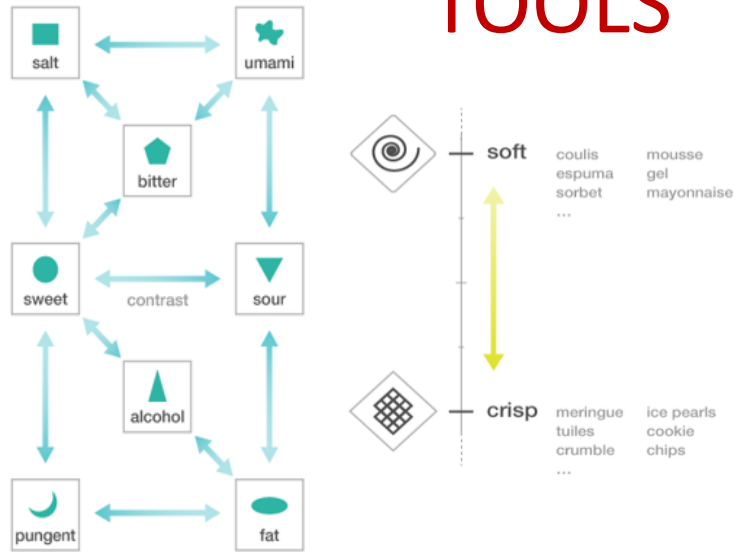 TOOLS
salt
umami
bitter
sweet
contrast
sour
alcohol
pungent
fat
soft
coulis mousse
espuma gel
sorbet mayonnaise
...
crisp
meringue ice pearls
tuiles cookie
crumble chips
...